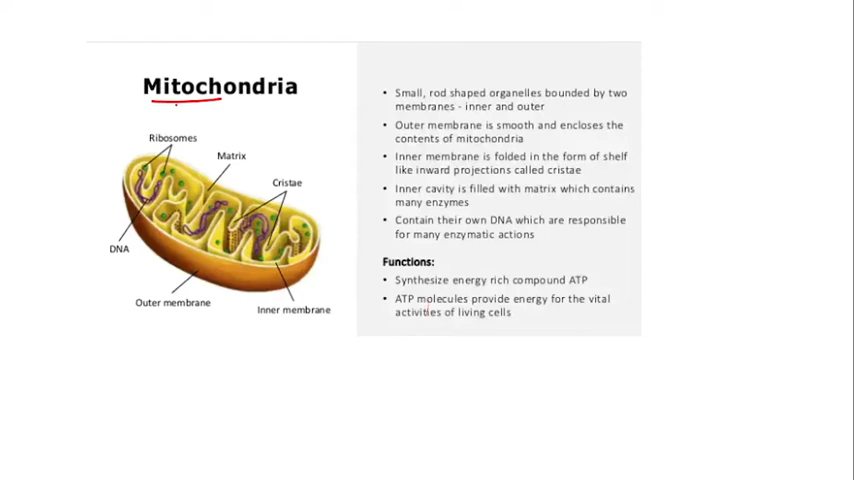 Mitochondria
Ribosomes
Matrix
Cristae
DNA
Outer membrane
Inner membrane
• Small, rod shaped organelles bounded by two
membranes - inner and outer
• Outer membrane is smooth and encloses the
contents of mitochondria
• Inner membrane is folded in the form of shelf
like inward projections called cristae
• Inner cavity is filled with matrix which contains
many enzymes
• Contain their own DNA which are responsible
for many enzymatic actions
Functions:
• Synthesize energy rich compound ATP
• ATP molecules provide energy for the vital
activities of living cells